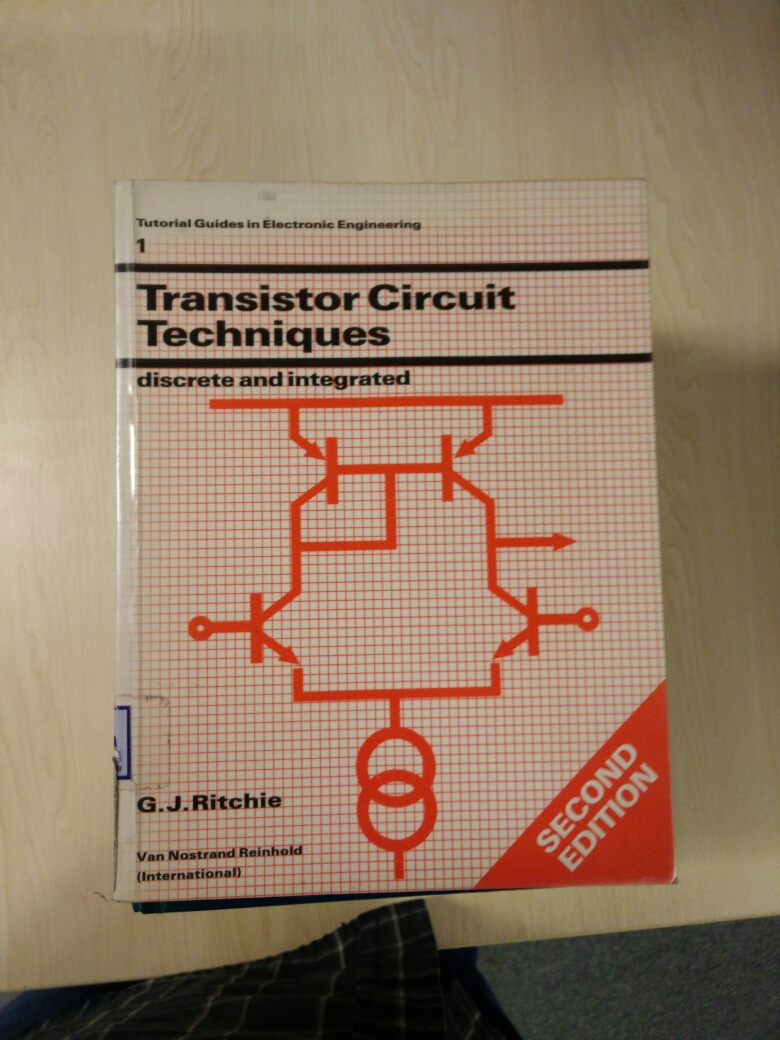 Tutorial Guides in Electronic Engineering
1
Transistor Circuit
Techniques
discrete and integrated
G.J.Ritchie
Van Nostrand Reinhold
(International)
SECOND
EDITION